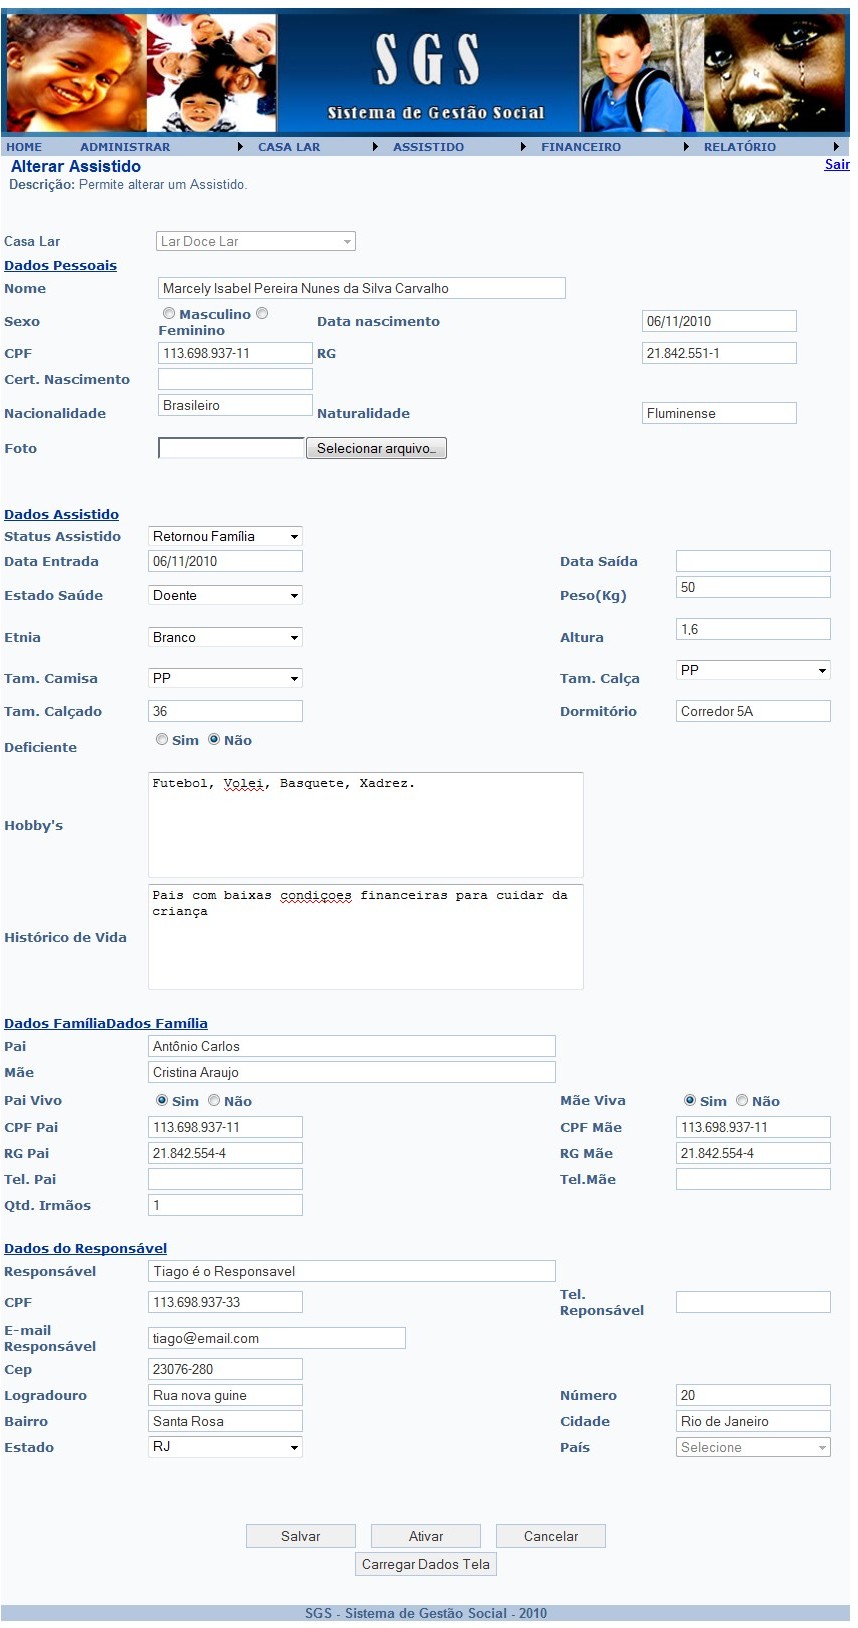 SGS
Sistema de Gestão Social
HOME ADMINISTRAR CASA LAR ASSISTIDO FINANCEIRO RELATÓRIO
Alterar Assistido Sair
Descrição: Permite alterar um Assistido.
Casa Lar Lar Doce Lar
Dados Pessoais
Nome Marcely Isabel Pereira Nunes da Silva Carvalho
Sexo Masculino Data nascimento 06/11/2010
Feminino
CPF 113.698.937-11 RG 21.842.551-1
Cert. Nascimento
Nacionalidade Brasileiro Naturalidade Fluminense
Foto Selecionar arquivo...
Dados Assistido
Status Assistido Retornou Família
Data Entrada 06/11/2010 Data Saída
Estado Saúde Doente Peso(Kg) 50
Etnia Branco Altura 1,6
Tam. Camisa PP Tam. Calça PP
Tam. Calçado 36 Dormitório Corredor 5A
Deficiente Sim Não
Hobby's Futebol, Volei, Basquete, Xadrez.
Pais com baixas condiçoes financeiras para cuidar da
criança
Histórico de Vida
Dados FamíliaDados Família
Pai Antônio Carlos
Mãe Cristina Araujo
Pai Vivo Sim Não Mãe Viva Sim Não
CPF Pai 113.698.937-11 CPF Mãe 113.698.937-11
RG Pai 21.842.554-4 RG Mãe 21.842.554-4
Tel. Pai Tel.Mãe
Qtd. Irmãos 1
Dados do Responsável
Responsável Tiago é o Responsavel
CPF 113.698.937-33 Tel.
Reponsável
E-mail
Responsável tiago@email.com
Cep 23076-280
Logradouro Rua nova guine Número 20
Bairro Santa Rosa Cidade Rio de Janeiro
Estado RJ País Selecione
Salvar Ativar Cancelar
Carregar Dados Tela
SGS - Sistema de Gestão Social - 2010